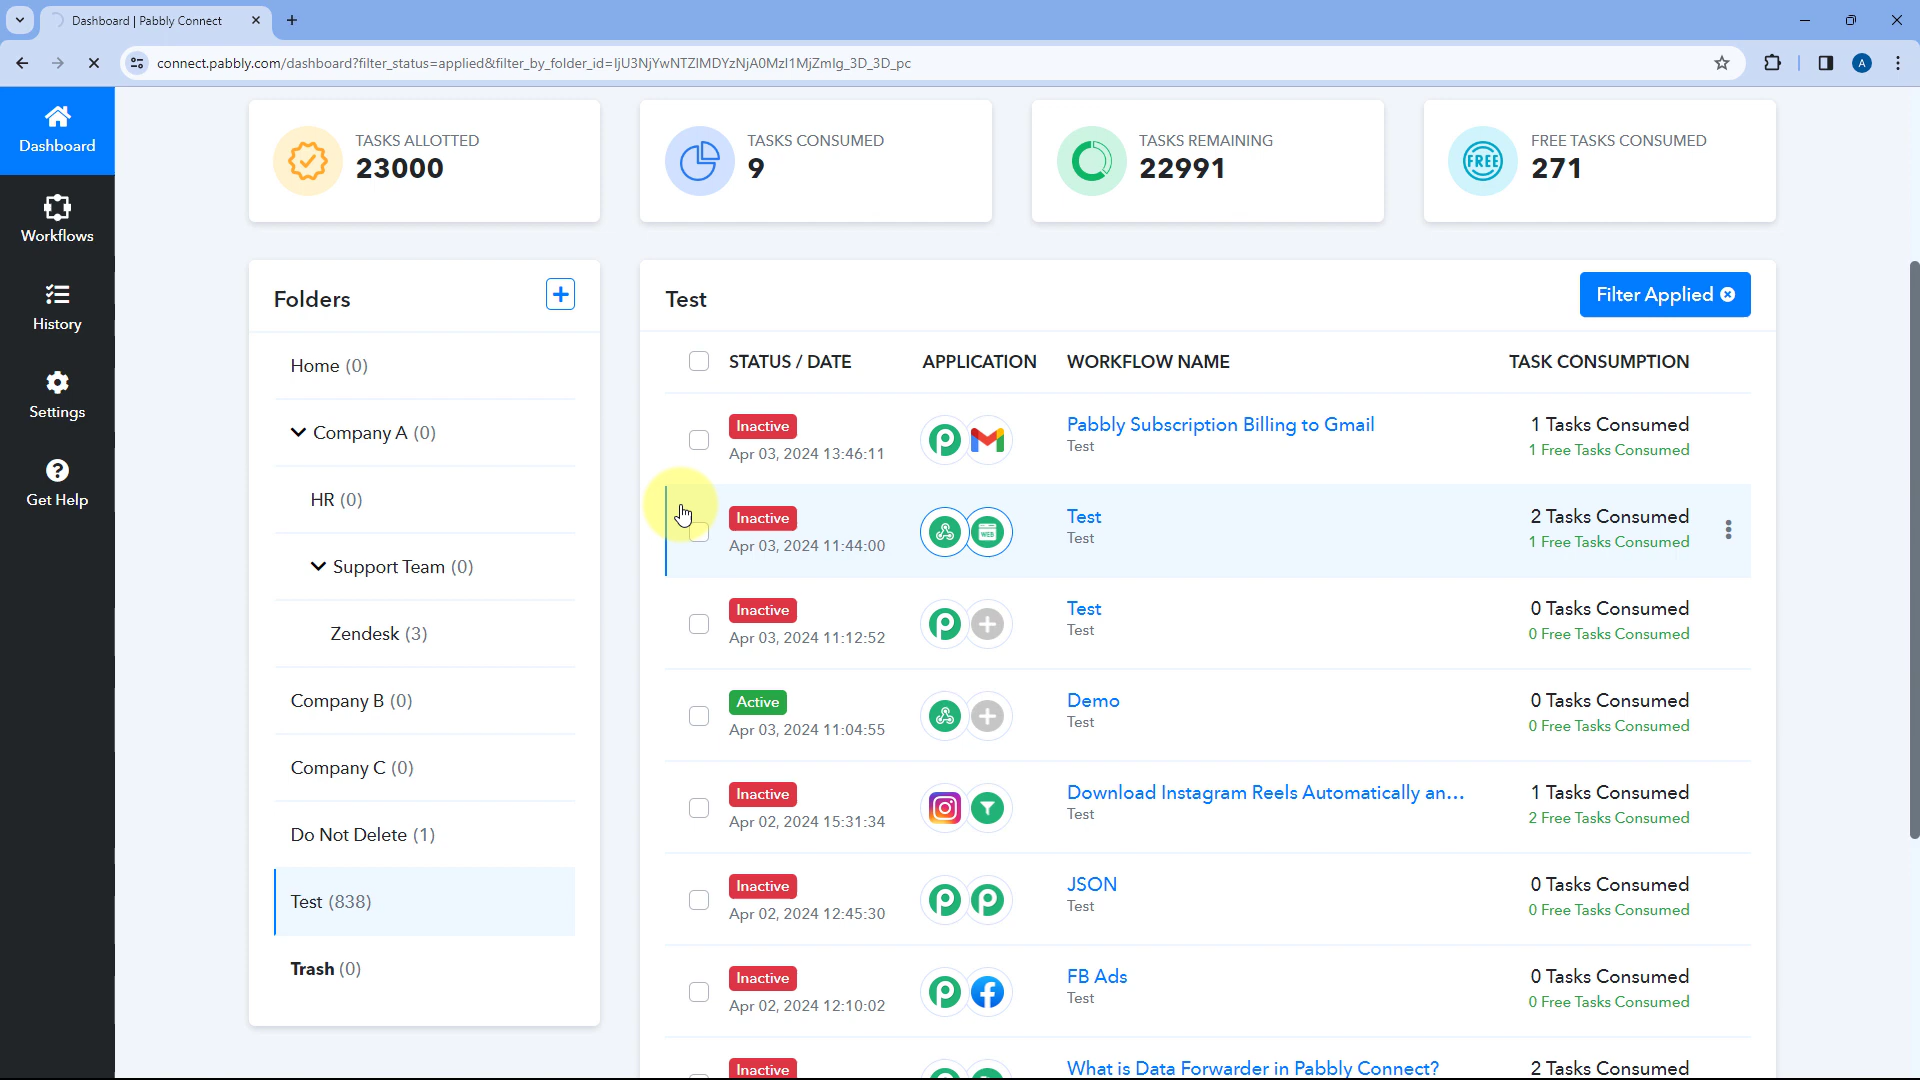 Dashboard | Pabbly Connect
connect.pabbly.com/dashboard?filter_status=applied&filter_by_folder_id=IjU3NjYwNTZIMDYzNjA0MzI1MjZmIg_3D_3D_pc
A
Dashboard
Workflows
History
Settings
Get Help
TASKS ALLOTTED
23000
TASKS CONSUMED
9
TASKS REMAINING
22991
FREE
FREE TASKS CONSUMED
271
Folders
Home (0)
Company A (0)
HR (0)
Support Team (0)
Zendesk (3)
Company B (0)
Company C (0)
Do Not Delete (1)
Test (838)
Trash (0)
Test
Filter Applied
STATUS / DATE APPLICATION WORKFLOW NAME TASK CONSUMPTION
Inactive
Apr 03, 2024 13:46:11
Pabbly Subscription Billing to Gmail
Test
1 Tasks Consumed
1 Free Tasks Consumed
Inactive
Apr 03, 2024 11:44:00
WEB
Test
Test
2 Tasks Consumed
1 Free Tasks Consumed
Inactive
Apr 03, 2024 11:12:52
Test
Test
0 Tasks Consumed
0 Free Tasks Consumed
Active
Apr 03, 2024 11:04:55
Demo
Test
0 Tasks Consumed
0 Free Tasks Consumed
Inactive
Apr 02, 2024 15:31:34
Download Instagram Reels Automatically an...
Test
1 Tasks Consumed
2 Free Tasks Consumed
Inactive
Apr 02, 2024 12:45:30
JSON
Test
0 Tasks Consumed
0 Free Tasks Consumed
Inactive
Apr 02, 2024 12:10:02
FB Ads
Test
0 Tasks Consumed
0 Free Tasks Consumed
Inactive
What is Data Forwarder in Pabbly Connect?
2 Tasks Consumed